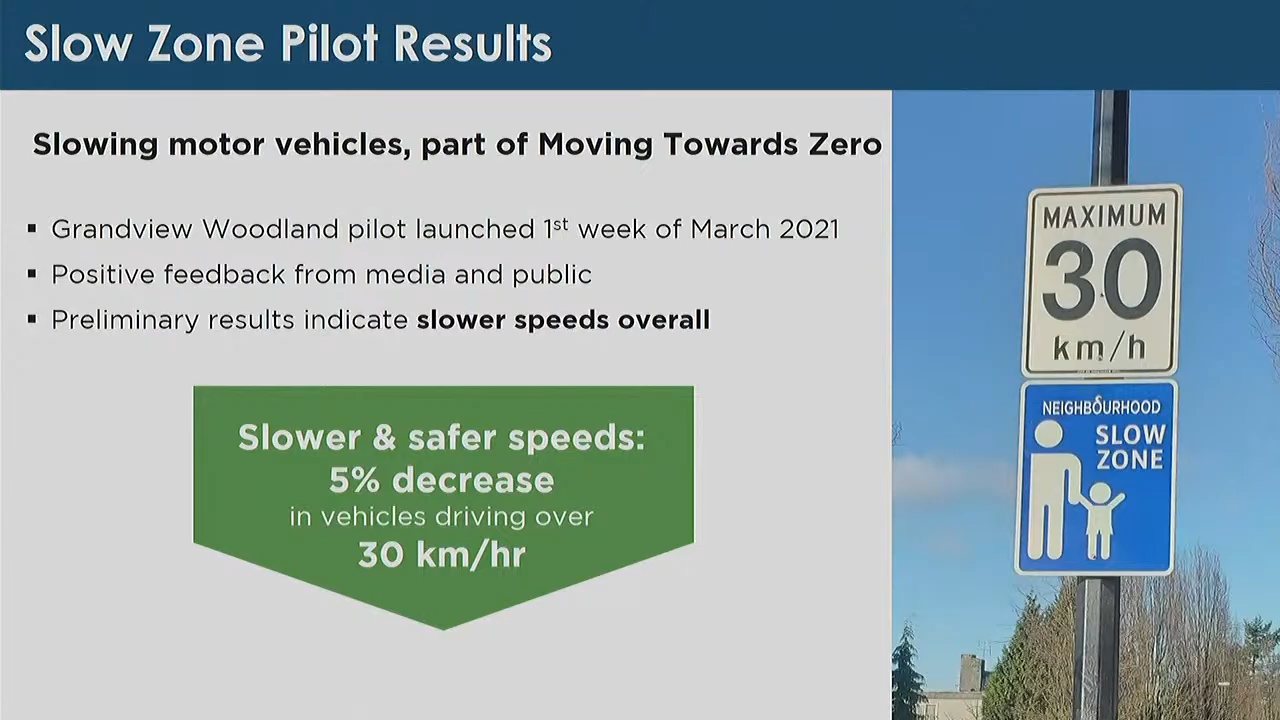 Slow Zone Pilot Results
Slowing motor vehicles, part of Moving Towards Zero
▪ Grandview Woodland pilot launched 1st week of March 2021
▪ Positive feedback from media and public
▪ Preliminary results indicate slower speeds overall
Slower & safer speeds:
5% decrease
in vehicles driving over
30 km/hr
MAXIMUM
30
km/h
NEIGHBOURHOOD
SLOW
ZONE